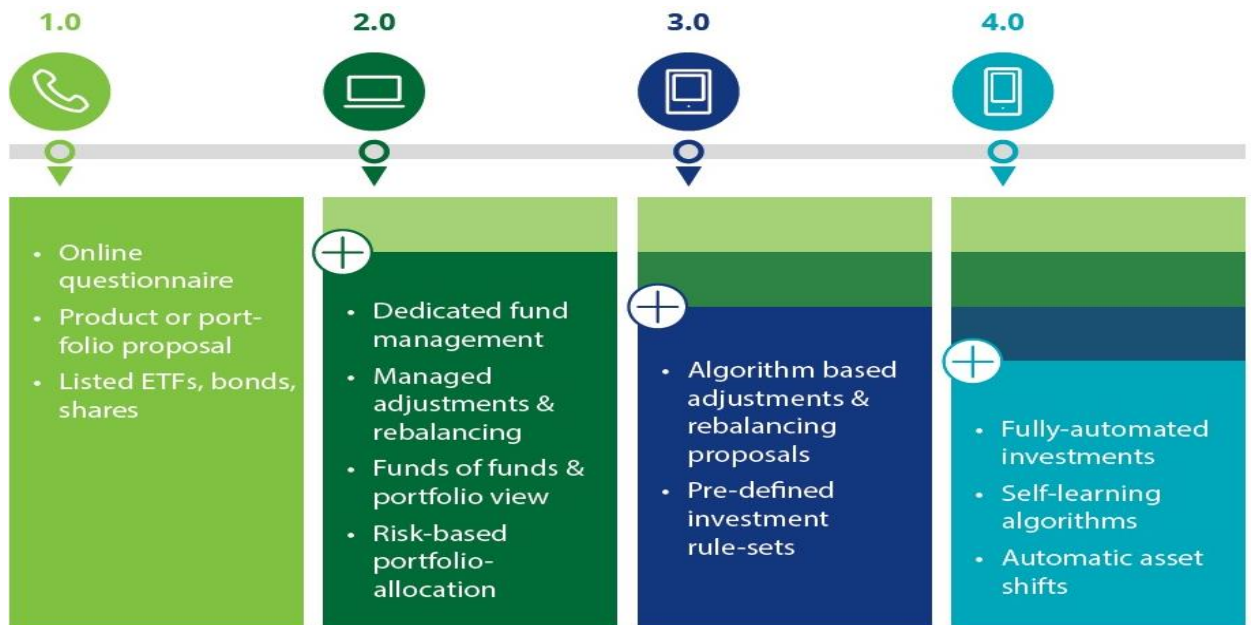 1.0
2.0
3.0
4.0
• Online
questionnaire
• Product or port-
folio proposal
• Listed ETFs, bonds,
shares
• Dedicated fund
management
• Managed
adjustments &
rebalancing
• Funds of funds &
portfolio view
• Risk-based
portfolio-
allocation
• Algorithm based
adjustments &
rebalancing
proposals
• Pre-defined
investment
rule-sets
• Fully-automated
investments
• Self-learning
algorithms
• Automatic asset
shifts